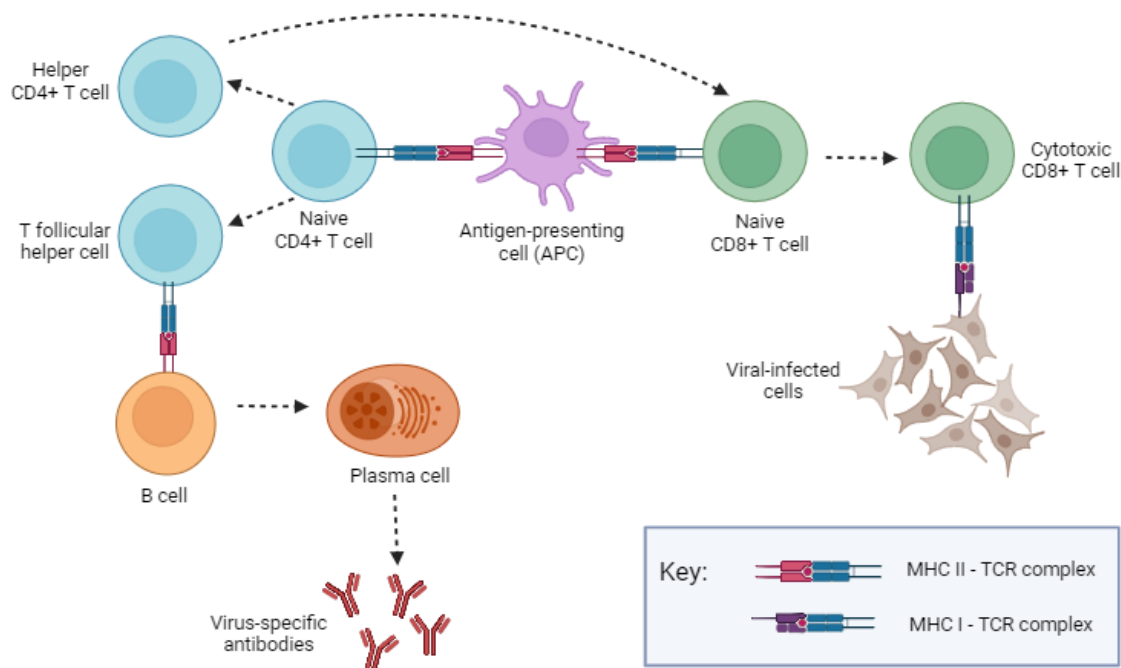 Helper
CD4+ T cell
Naive
CD4+ T cell
Antigen-presenting
cell (APC)
Naive
CD8+ T cell
Cytotoxic
CD8+ T cell
T follicular
helper cell
Viral-infected
cells
B cell
Plasma cell
Virus-specific
antibodies
Key:
MHC II - TCR complex
MHC I - TCR complex